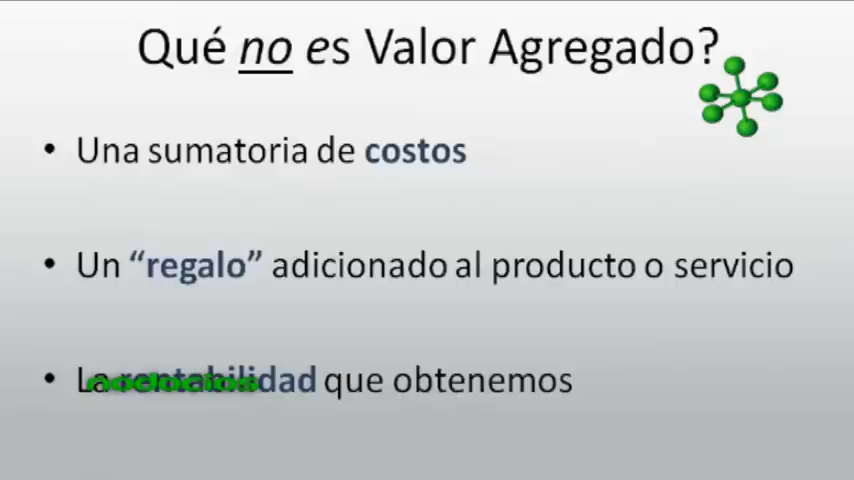 Qué no es Valor Agregado?
• Una sumatoria de costos
• Un “regalo” adicionado al producto o servicio
• La rentabilidad que obtenemos